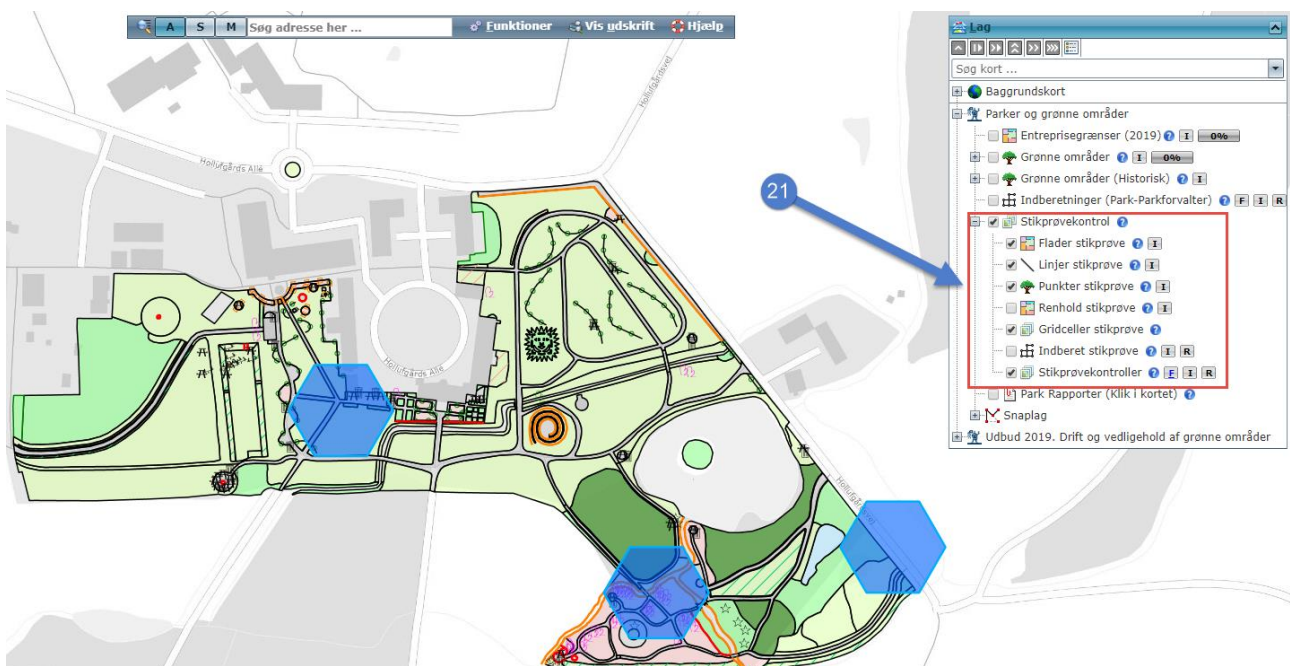 A S M Søg adresse her ... Funktioner Vis udskrift Hjælp
Lag
Søg kort ...
Baggrundskort
Parker og grønne områder
Entreprisegrænser (2019) ? I 0%
Grønne områder ? I 0%
Grønne områder (Historisk) ? I
Indberetninger (Park-Parkforvalter) ? F I R
Stikprøvekontrol ?
Flader stikprøve ? I
Linjer stikprøve ? I
Punkter stikprøve ? I
Renhold stikprøve ? I
Gridceller stikprøve ?
Indberet stikprøve ? I R
Stikprøvekontroller ? F I R
Park Rapporter (Klik i kortet) ?
Snaplag
Udbud 2019. Drift og vedligehold af grønne områder
21
Hollufgårdsvej
Hollufgårds Allé
Hollufgårds Allé
Hollufgårdsvej